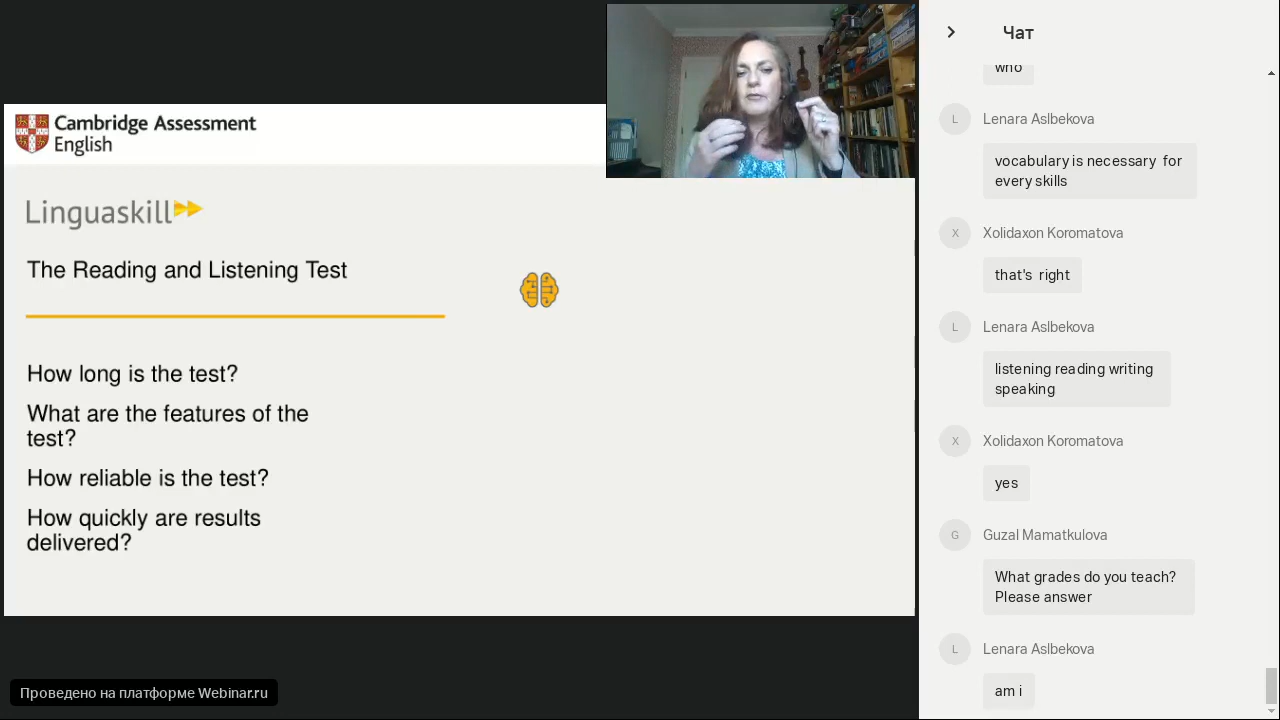 Cambridge Assessment
English
Linguaskill
The Reading and Listening Test
How long is the test?
What are the features of the
test?
How reliable is the test?
How quickly are results
delivered?
Проведено на платформе Webinar.ru
Чат
who
L
Lenara Aslbekova
vocabulary is necessary for
every skills
X
Xolidaxon Koromatova
that's right
L
Lenara Aslbekova
listening reading writing
speaking
X
Xolidaxon Koromatova
yes
G
Guzal Mamatkulova
What grades do you teach?
Please answer
L
Lenara Aslbekova
am i